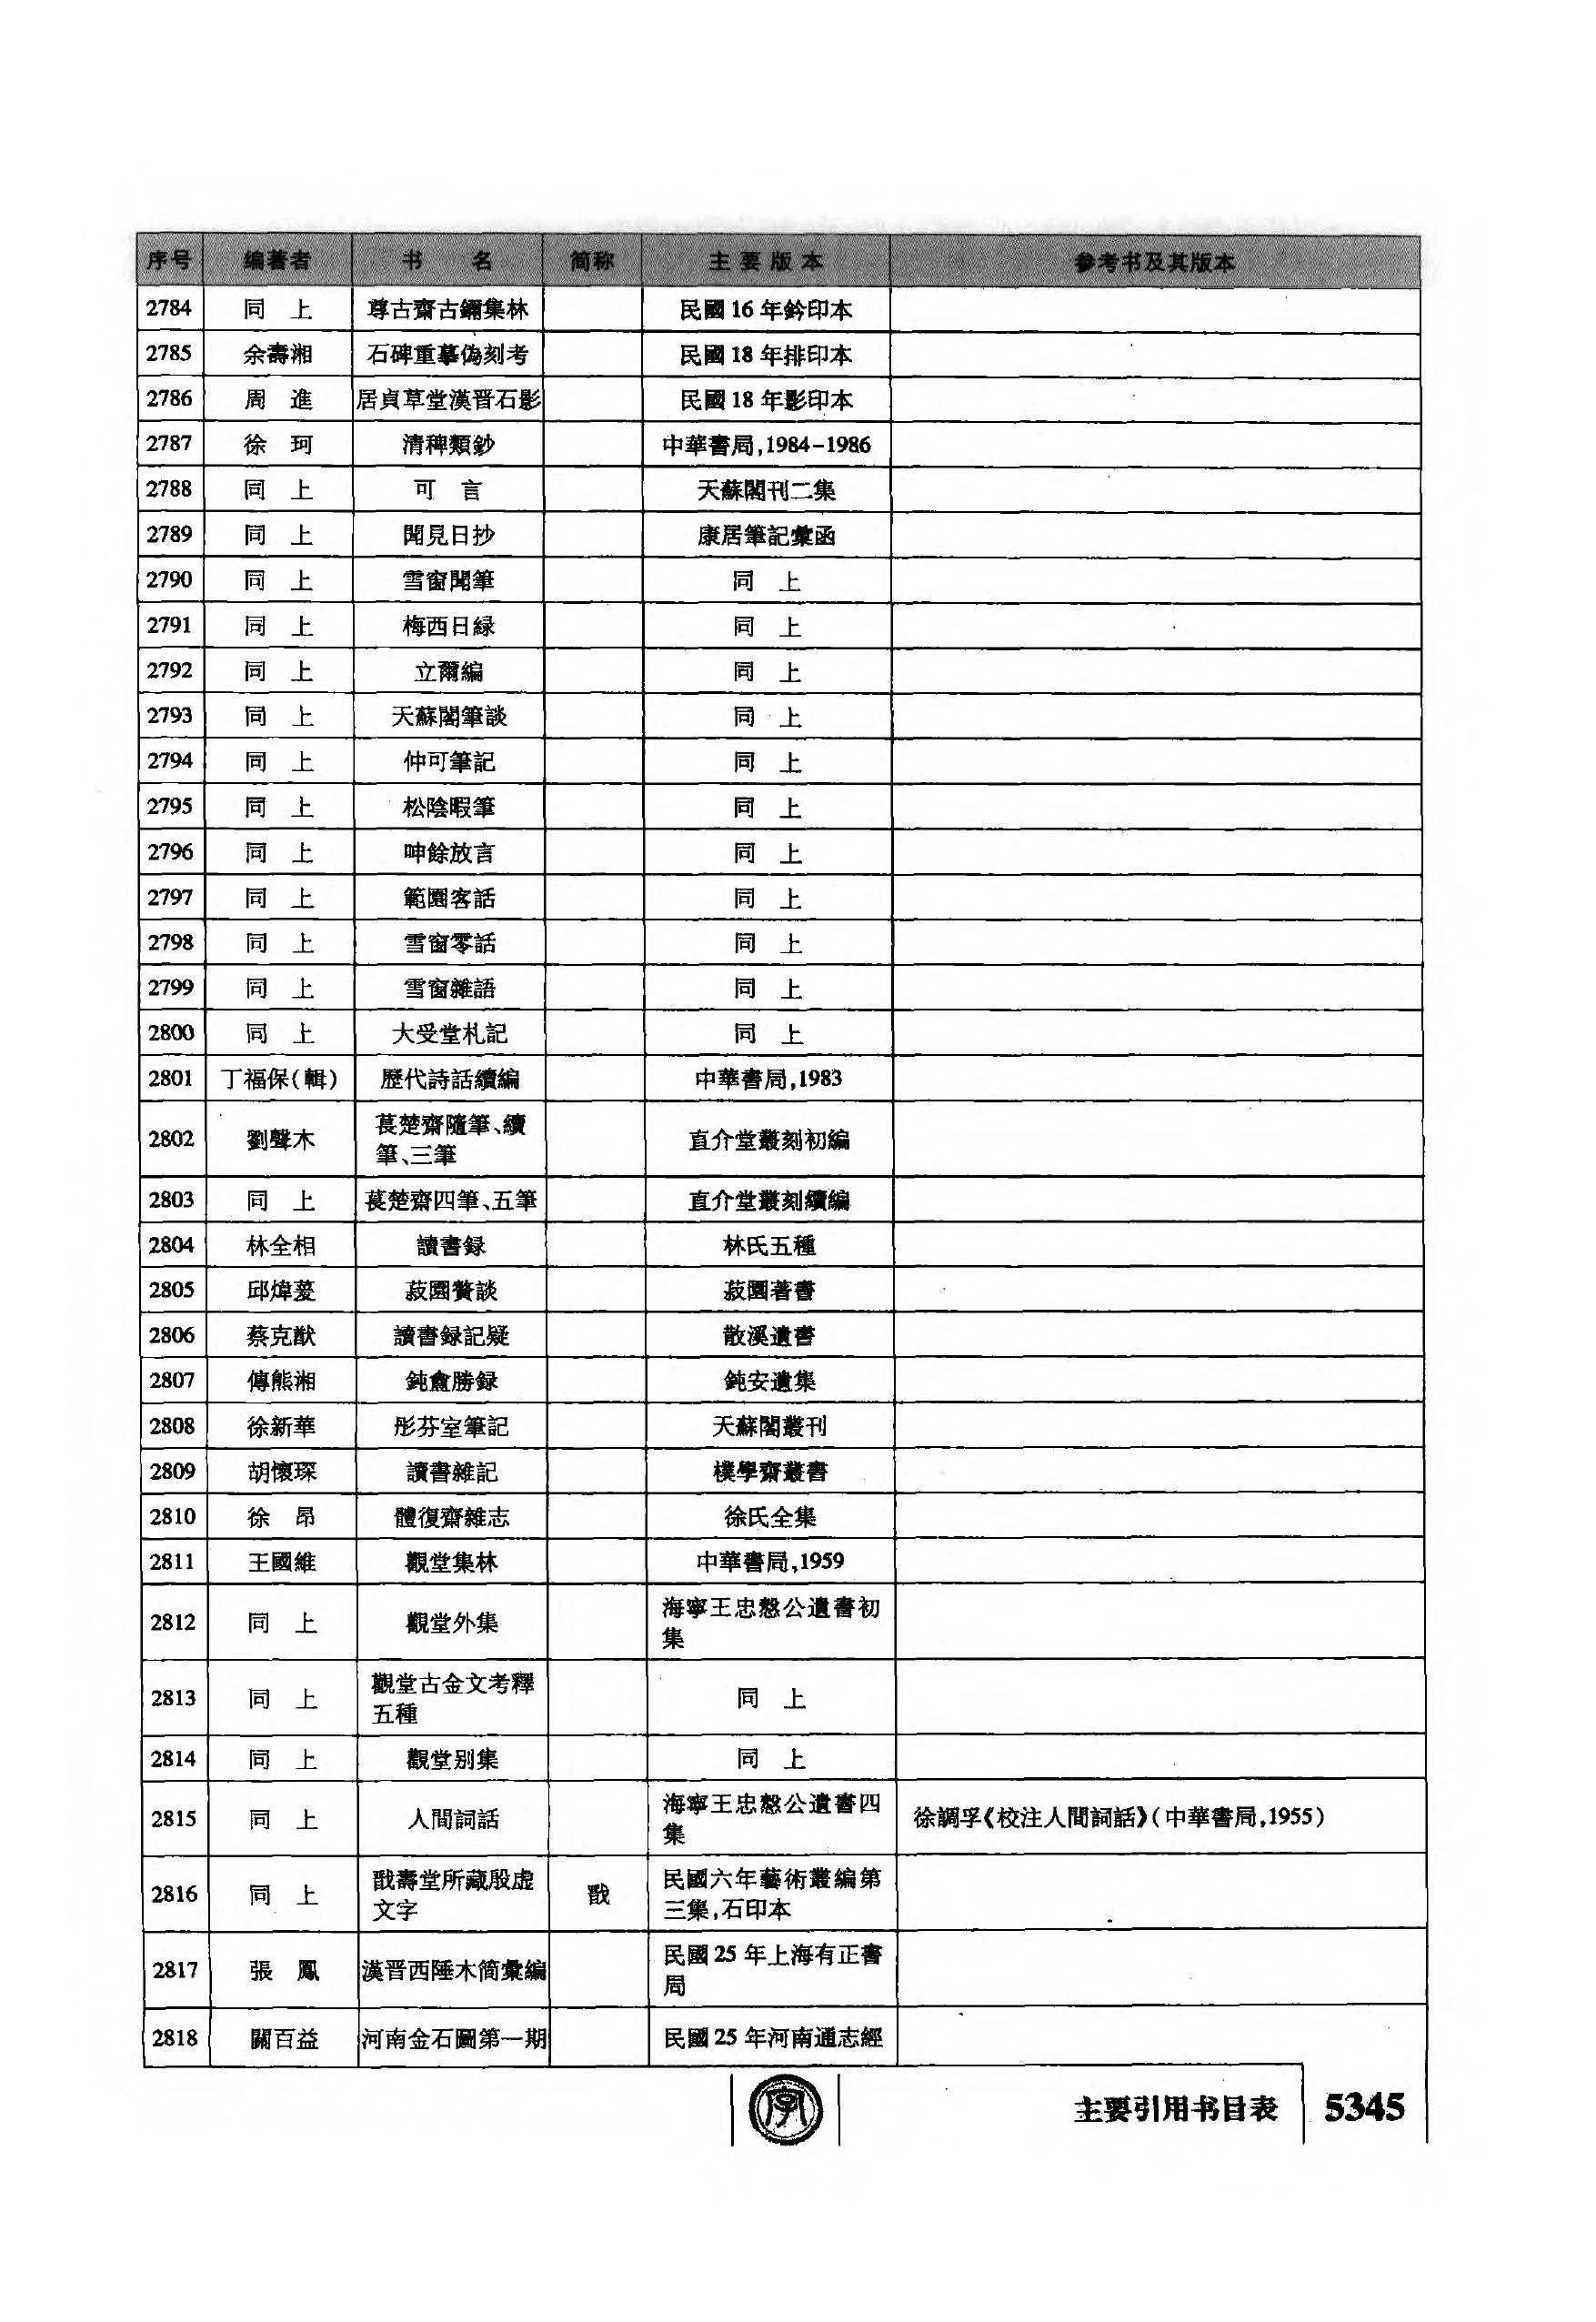 序号 编著者 书 名 简称 主要版本 参考书及其版本
2784 同 上 尊古齋古鉩集林 民國16年鈐印本
2785 余壽湘 石碑重摹偽刻考 民國18年排印本
2786 周 進 居貞草堂漢晋石影 民國18年影印本
2787 徐 珂 清稗類鈔 中華書局,1984-1986
2788 同 上 可 言 天蘇閣刊二集
2789 同 上 聞見日抄 康居筆記彙函
2790 同 上 雪窗閒筆 同 上
2791 同 上 梅西日緑 同 上
2792 同 上 立爾編 同 上
2793 同 上 天蘇閣筆談 同 上
2794 同 上 仲可筆記 同 上
2795 同 上 松陰暇筆 同 上
2796 同 上 呻餘放言 同 上
2797 同 上 範園客話 同 上
2798 同 上 雪窗零話 同 上
2799 同 上 雪窗雜語 同 上
2800 同 上 大受堂札記 同 上
2801 丁福保(輯) 歷代詩話續編 中華書局,1983
2802 劉聲木 萇楚齋隨筆、續
筆、三筆 直介堂叢刻初編
2803 同 上 萇楚齋四筆、五筆 直介堂叢刻續編
2804 林全相 讀書録 林氏五種
2805 邱煒萲 菽園贅談 菽園著書
2806 蔡克猷 讀書録記疑 散溪遺書
2807 傅熊湘 鈍盦勝録 鈍安遺集
2808 徐新華 彤芬室筆記 天蘇閣叢刊
2809 胡懷琛 讀書雜記 樸學齋叢書
2810 徐 昂 體復齋雜志 徐氏全集
2811 王國維 觀堂集林 中華書局,1959
2812 同 上 觀堂外集 海寧王忠慤公遺書初
集
2813 同 上 觀堂古金文考釋
五種 同 上
2814 同 上 觀堂别集 同 上
2815 同 上 人間詞話 海寧王忠慤公遺書四
集 徐調孚《校注人間詞話》(中華書局,1955)
2816 同 上 戩壽堂所藏殷虚
文字 戩 民國六年藝術叢編第
三集,石印本
2817 張 鳳 漢晋西陲木简彙編 民國25年上海有正書
局
2818 關百益 河南金石圖第一期 民國25年河南通志經
主要引用书目表 5345